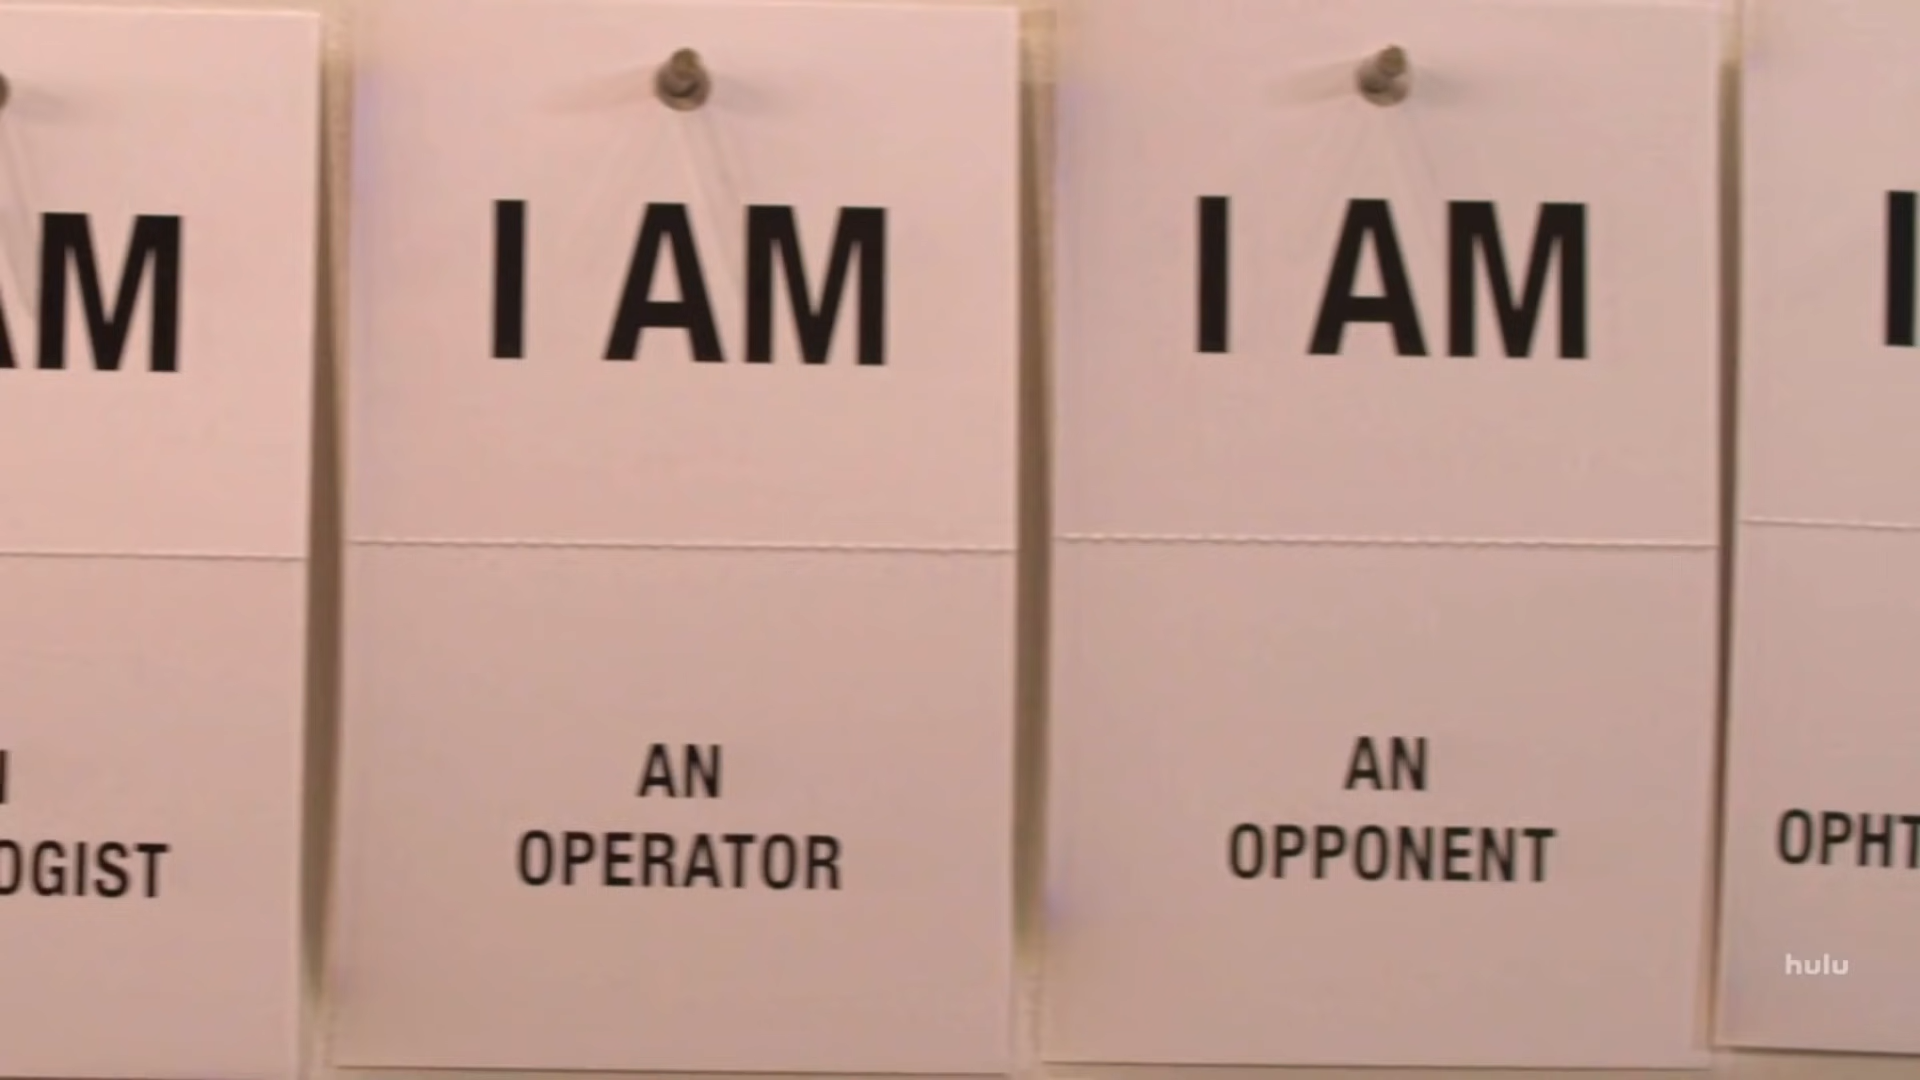 AM
OGIST
I AM
AN
OPERATOR
I AM
AN
OPPONENT
I
OPHT
hulu